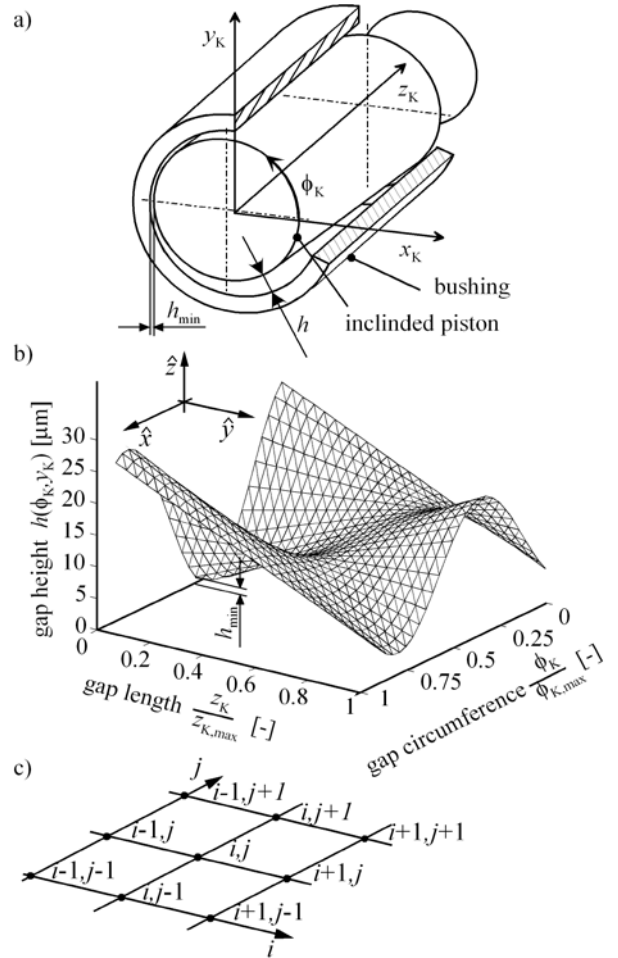 a)
y_K
z_K
ϕ_K
x_K
bushing
h_min
h
inclinded piston
b)
ẑ
x̂
ŷ
gap height h(ϕ_K,y_K) [µm]
30
25
20
15
10
5
0
h_min
0
0.2
0.4
0.6
0.8
1
gap length z_K/z_K,max [-]
0
0.25
0.5
0.75
1
gap circumference ϕ_K/ϕ_K,max [-]
c)
j
i-1,j+1
i,j+1
i+1,j+1
i-1,j
i,j
i+1,j
i-1,j-1
i,j-1
i+1,j-1
i